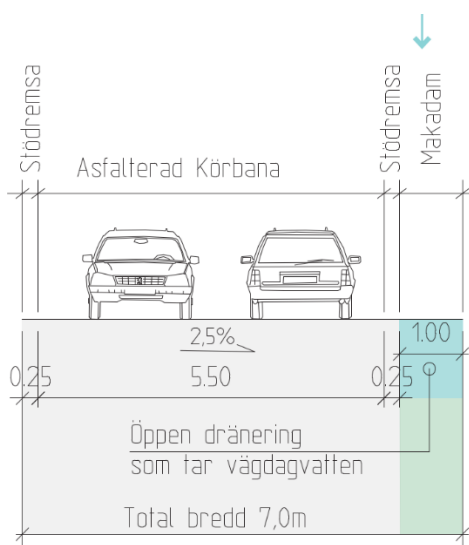 Stödremsa
Stödremsa
Makadam
Asfalterad Körbana
2,5%
1.00
0.25
5.50
0.25
Öppen dränering
som tar vägdagvatten
Total bredd 7,0m